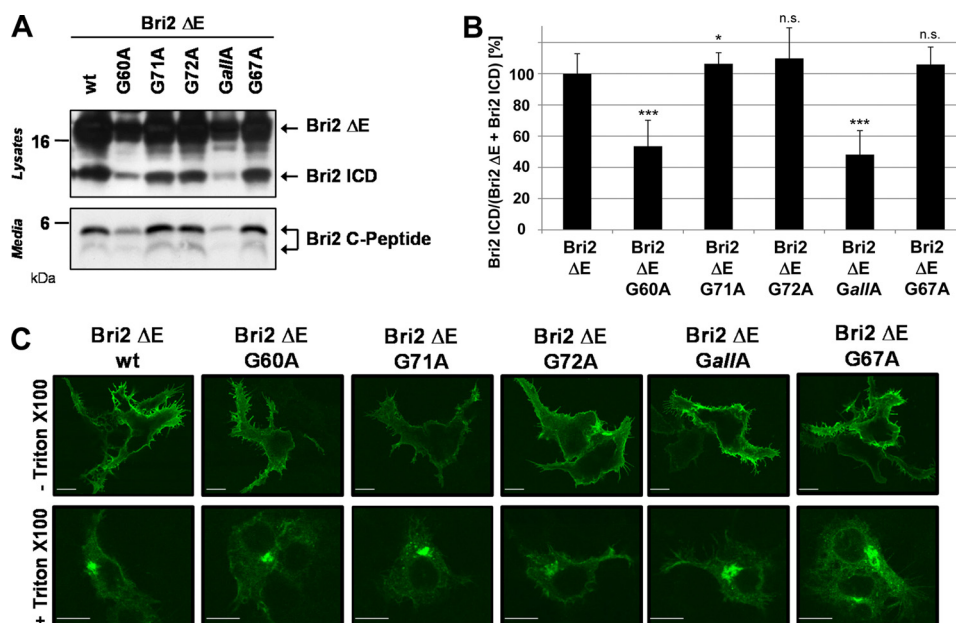 A
Bri2 ΔE
wt
G60A
G71A
G72A
GallA
G67A
Lysates
16
Bri2 ΔE
Bri2 ICD
Media
6
Bri2 C-Peptide
kDa
B
Bri2 ICD/(Bri2 ΔE + Bri2 ICD) [%]
100
80
60
40
20
0
***
*
n.s.
***
n.s.
Bri2 ΔE
Bri2 ΔE G60A
Bri2 ΔE G71A
Bri2 ΔE G72A
Bri2 ΔE GallA
Bri2 ΔE G67A
C
Bri2 ΔE wt
Bri2 ΔE G60A
Bri2 ΔE G71A
Bri2 ΔE G72A
Bri2 ΔE GallA
Bri2 ΔE G67A
- Triton X100
+ Triton X100